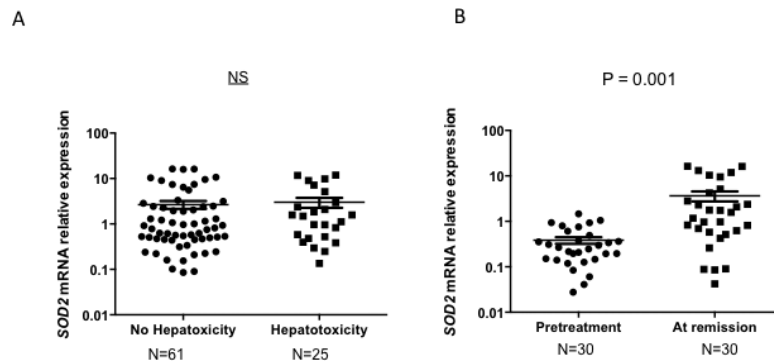 A
NS
SOD2 mRNA relative expression
100
10
1
0.1
0.01
No Hepatoxicity
Hepatotoxicity
N=61
N=25
B
P = 0.001
SOD2 mRNA relative expression
100
10
1
0.1
0.01
Pretreatment
At remission
N=30
N=30